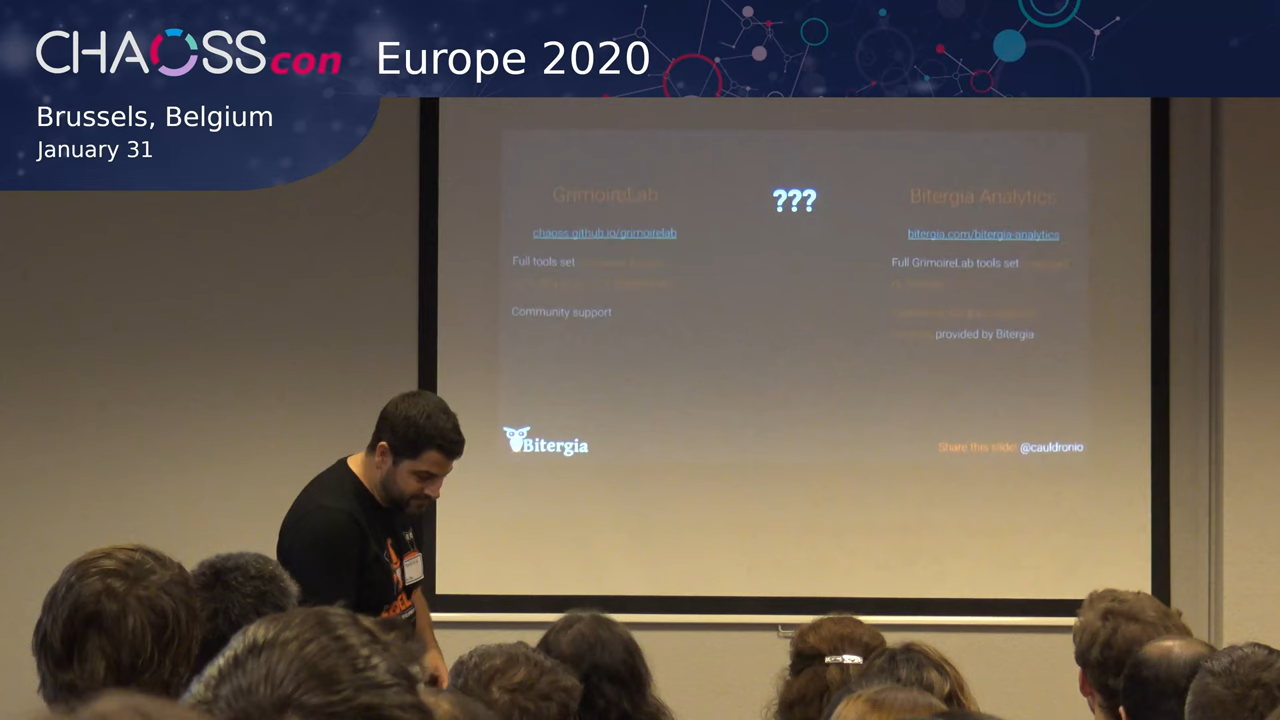 CHAOSScon Europe 2020
Brussels, Belgium
January 31
GrimoireLab
chaoss.github.io/grimoirelab
Full tools set
Community support
???
Bitergia Analytics
bitergia.com/bitergia-analytics
Full GrimoireLab tools set
provided by Bitergia
Bitergia
Share this slide! @cauldronio